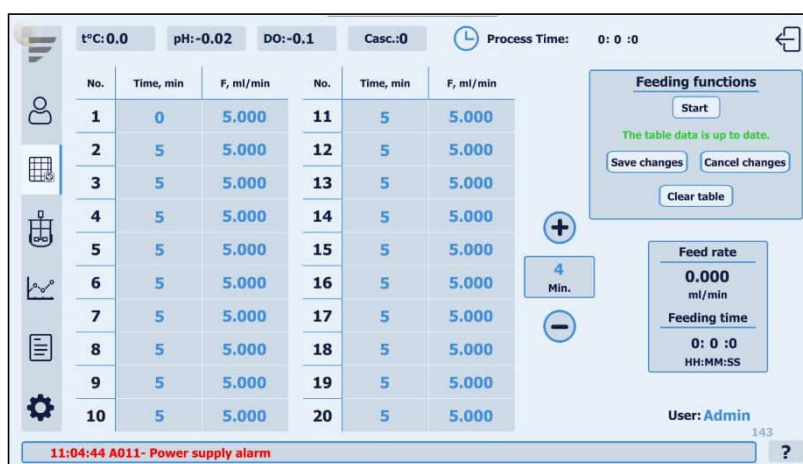 t°C:0.0 pH:-0.02 DO:-0.1 Casc.:0 Process Time: 0: 0 :0
No. Time, min F, ml/min No. Time, min F, ml/min
1 0 5.000 11 5 5.000
2 5 5.000 12 5 5.000
3 5 5.000 13 5 5.000
4 5 5.000 14 5 5.000
5 5 5.000 15 5 5.000
6 5 5.000 16 5 5.000
7 5 5.000 17 5 5.000
8 5 5.000 18 5 5.000
9 5 5.000 19 5 5.000
10 5 5.000 20 5 5.000
+
4
Min.
−
Feeding functions
Start
The table data is up to date.
Save changes Cancel changes
Clear table
Feed rate
0.000
ml/min
Feeding time
0: 0 :0
HH:MM:SS
User: Admin
143
11:04:44 A011- Power supply alarm ?